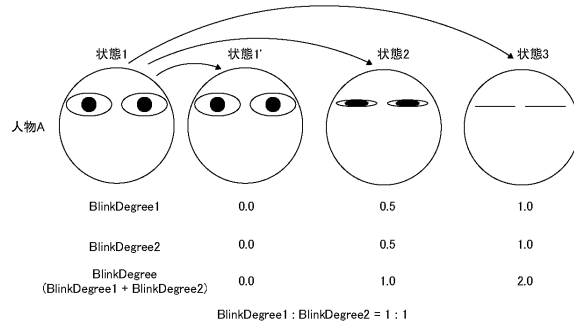 状態1 状態1' 状態2 状態3
人物A
BlinkDegree1 0.0 0.5 1.0
BlinkDegree2 0.0 0.5 1.0
BlinkDegree
(BlinkDegree1 + BlinkDegree2) 0.0 1.0 2.0
BlinkDegree1 : BlinkDegree2 = 1 : 1